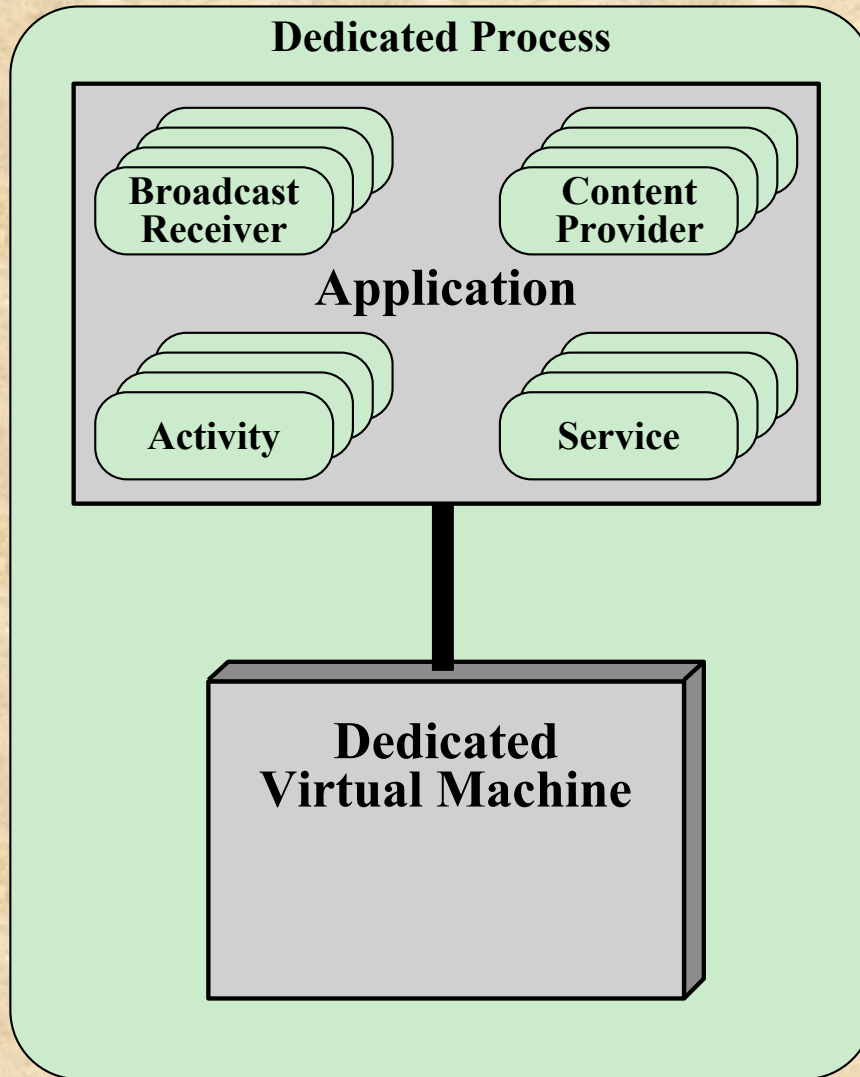 Dedicated Process
Broadcast
Receiver
Content
Provider
Application
Activity
Service
Dedicated
Virtual Machine